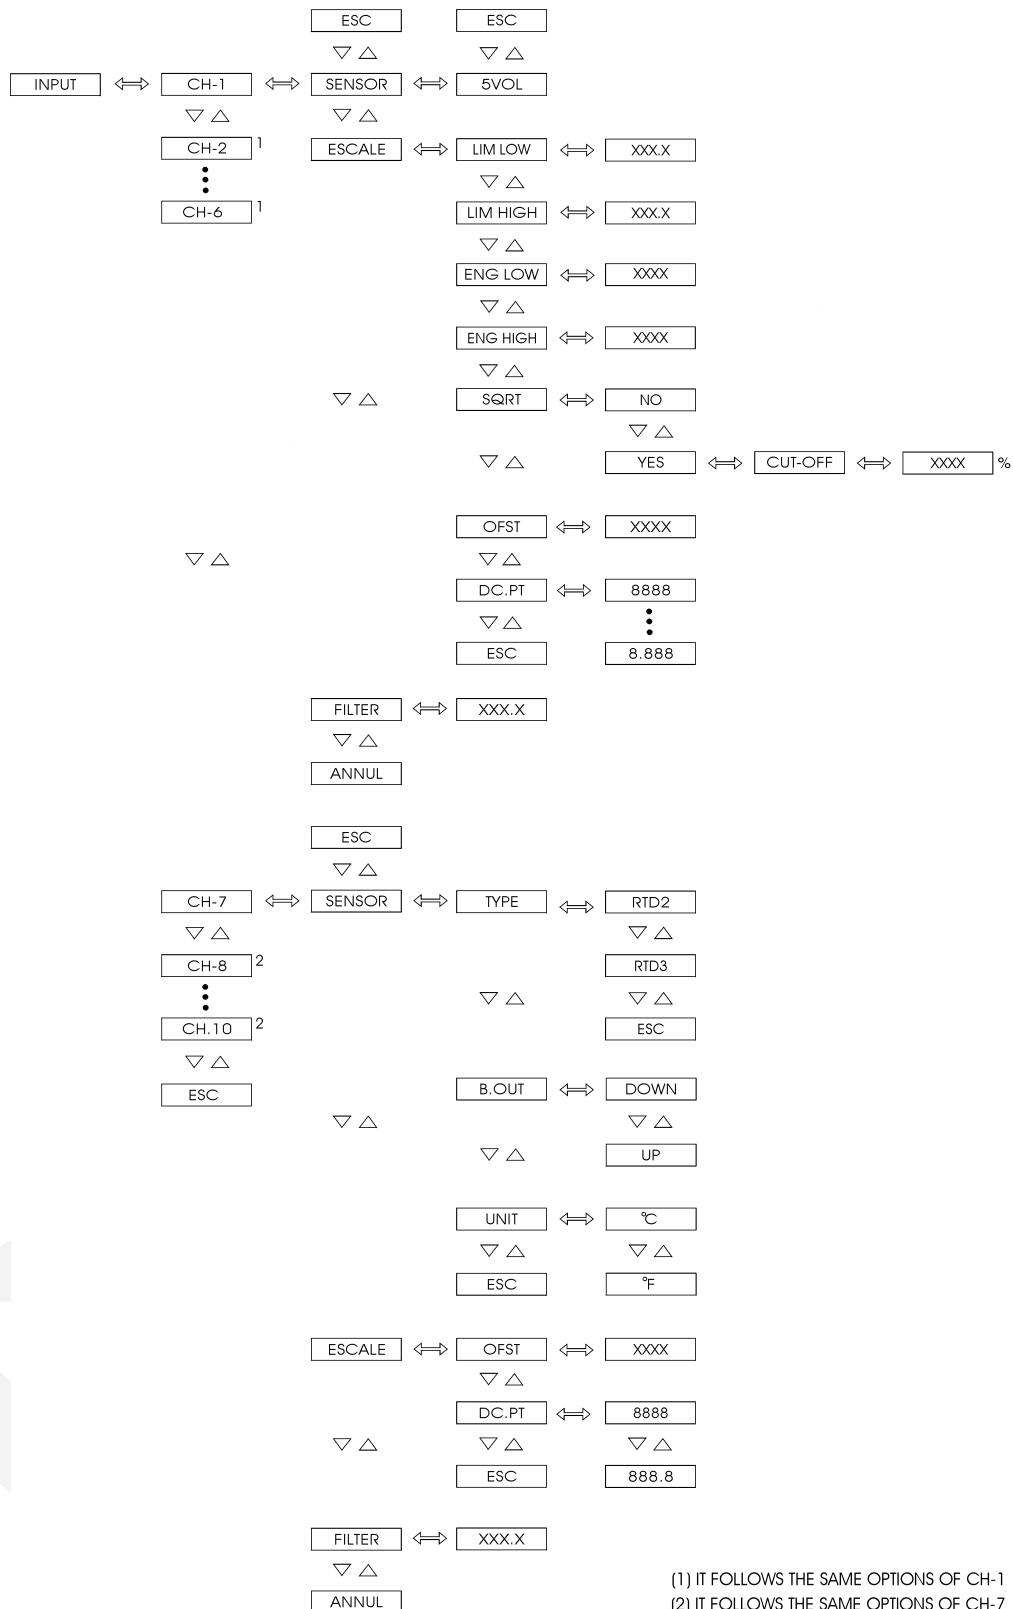 ESC ESC
INPUT CH-1 SENSOR 5VOL
CH-2 1 ESCALE LIM LOW XXX.X
CH-6 1 LIM HIGH XXX.X
ENG LOW XXXX
ENG HIGH XXXX
SQRT NO
YES CUT-OFF XXXX %
OFST XXXX
DC.PT 8888
ESC 8.888
FILTER XXX.X
ANNUL
ESC
CH-7 SENSOR TYPE RTD2
CH-8 2 RTD3
CH.10 2 ESC
ESC B.OUT DOWN
UP
UNIT °C
ESC °F
ESCALE OFST XXXX
DC.PT 8888
ESC 888.8
FILTER XXX.X
ANNUL
(1) IT FOLLOWS THE SAME OPTIONS OF CH-1
(2) IT FOLLOWS THE SAME OPTIONS OF CH-7